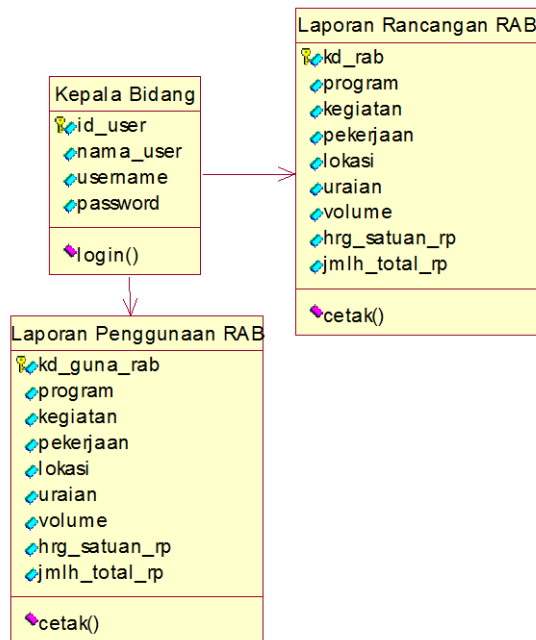 Kepala Bidang
id_user
nama_user
username
password
login()
Laporan Rancangan RAB
kd_rab
program
kegiatan
pekerjaan
lokasi
uraian
volume
hrg_satuan_rp
jmlh_total_rp
cetak()
Laporan Penggunaan RAB
kd_guna_rab
program
kegiatan
pekerjaan
lokasi
uraian
volume
hrg_satuan_rp
jmlh_total_rp
cetak()